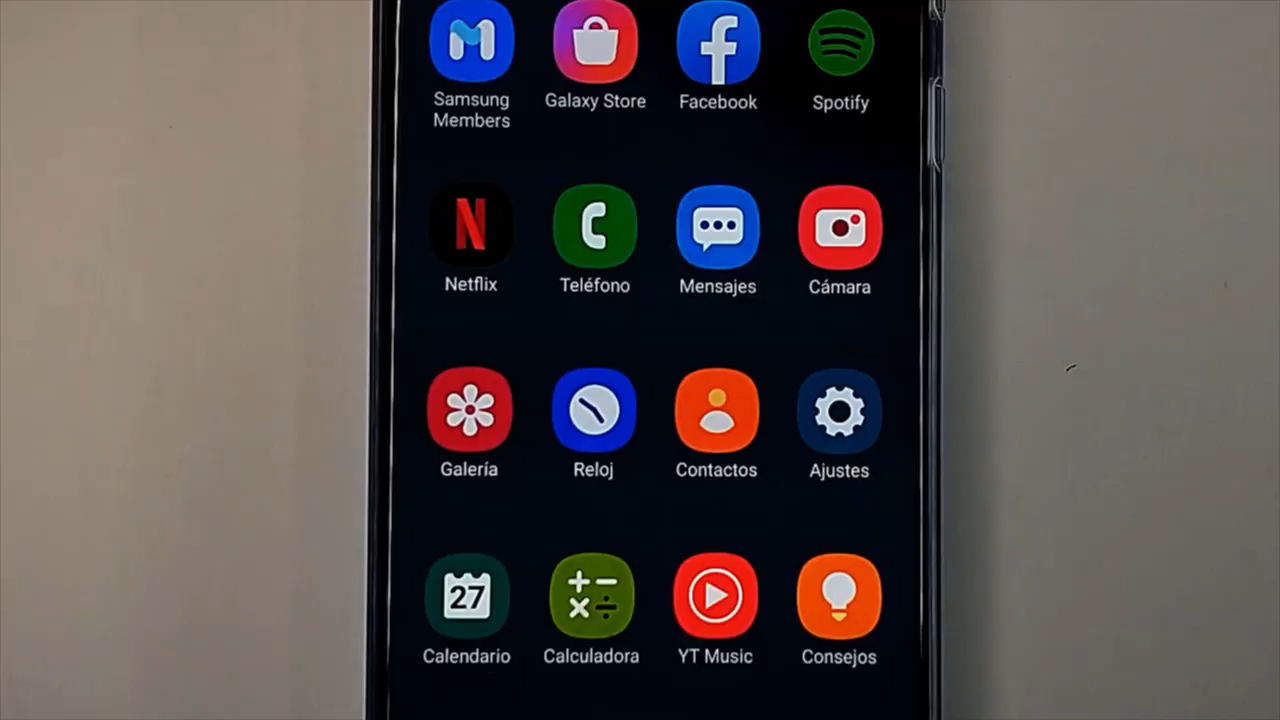 Samsung
Members
Galaxy Store
Facebook
Spotify
N
Netflix
Teléfono
Mensajes
Cámara
Galería
Reloj
Contactos
Ajustes
27
Calendario
Calculadora
YT Music
Consejos